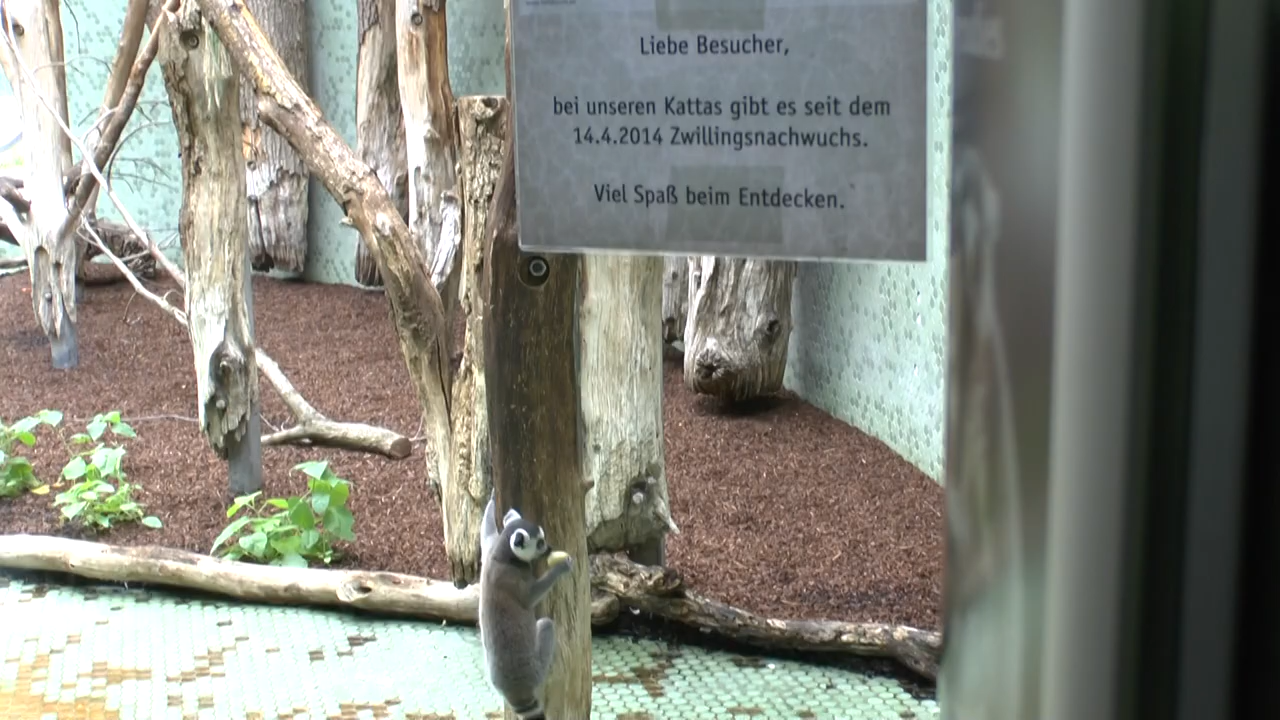 Liebe Besucher,
bei unseren Kattas gibt es seit dem
14.4.2014 Zwillingsnachwuchs.
Viel Spaß beim Entdecken.